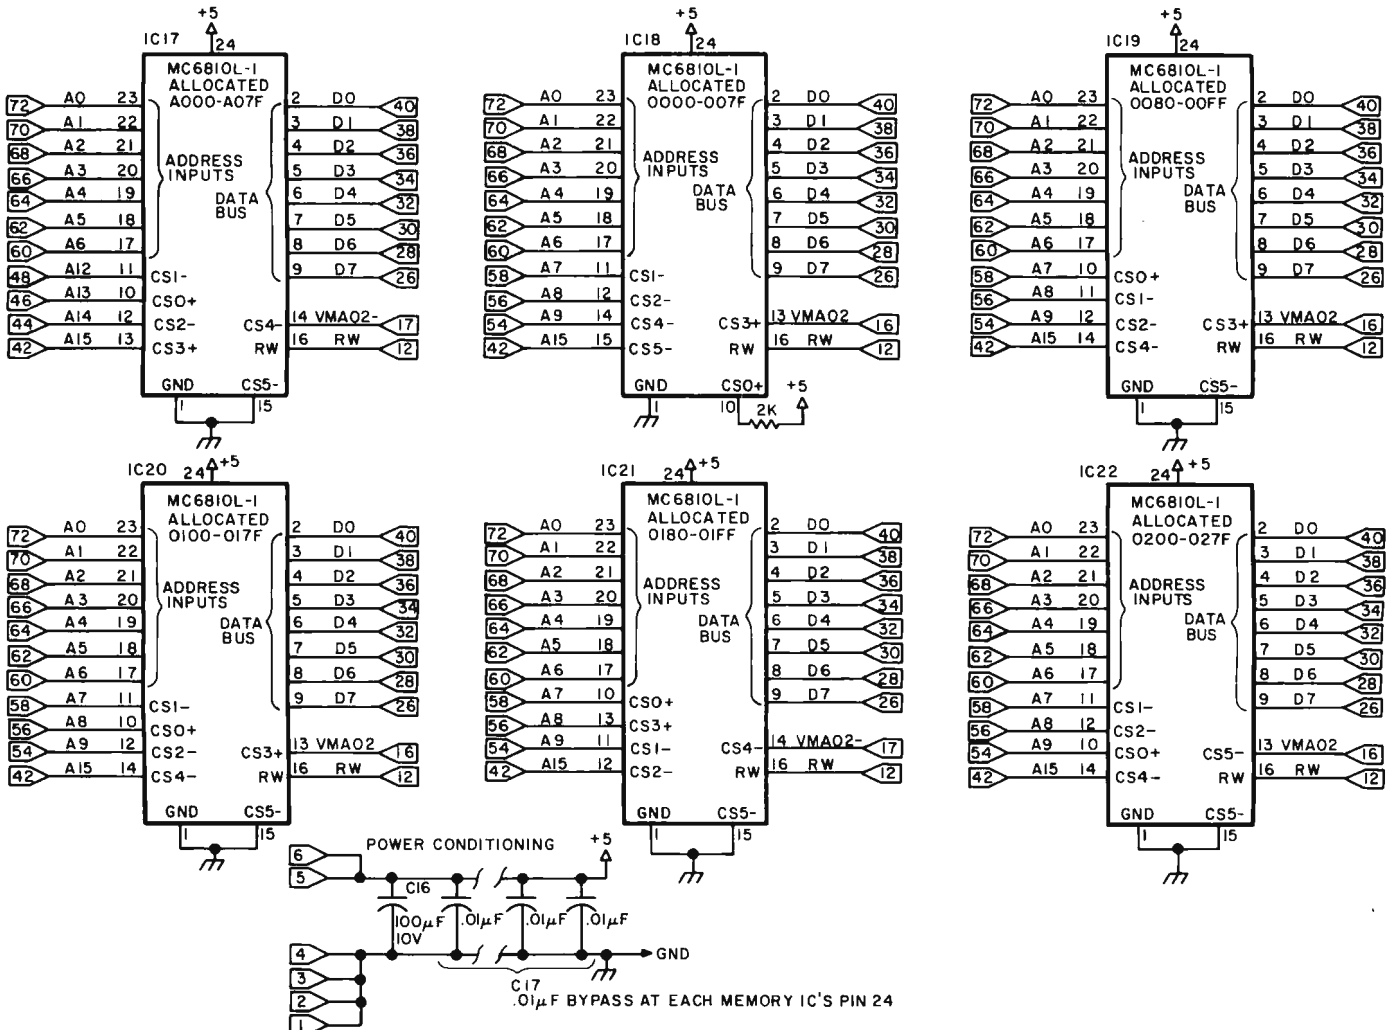 +5
IC17
24
MC6810L-1
ALLOCATED
A000-A07F
72 A0 23
70 A1 22
68 A2 21
66 A3 20
64 A4 19
62 A5 18
60 A6 17
48 A12 11 CS1-
46 A13 10 CS0+
44 A14 12 CS2-
42 A15 13 CS3+
ADDRESS
INPUTS
DATA
BUS
2 D0 40
3 D1 38
4 D2 36
5 D3 34
6 D4 32
7 D5 30
8 D6 28
9 D7 26
CS4- 14 VMA02- 17
RW 16 RW 12
GND CS5-
1 15
+5
IC18
24
MC6810L-1
ALLOCATED
0000-007F
72 A0 23
70 A1 22
68 A2 21
66 A3 20
64 A4 19
62 A5 18
60 A6 17
58 A7 11 CS1-
56 A8 12 CS2-
54 A9 14 CS4-
42 A15 15 CS5-
ADDRESS
INPUTS
DATA
BUS
2 D0 40
3 D1 38
4 D2 36
5 D3 34
6 D4 32
7 D5 30
8 D6 28
9 D7 26
CS3+ 13 VMA02 16
RW 16 RW 12
GND CS0+
1 10 2K +5
+5
IC19
24
MC6810L-1
ALLOCATED
0080-00FF
72 A0 23
70 A1 22
68 A2 21
66 A3 20
64 A4 19
62 A5 18
60 A6 17
58 A7 10 CS0+
56 A8 11 CS1-
54 A9 12 CS2-
42 A15 14 CS4-
ADDRESS
INPUTS
DATA
BUS
2 D0 40
3 D1 38
4 D2 36
5 D3 34
6 D4 32
7 D5 30
8 D6 28
9 D7 26
CS3+ 13 VMA02 16
RW 16 RW 12
GND CS5-
1 15
IC20
24 +5
MC6810L-1
ALLOCATED
0100-017F
72 A0 23
70 A1 22
68 A2 21
66 A3 20
64 A4 19
62 A5 18
60 A6 17
58 A7 11 CS1-
56 A8 10 CS0+
54 A9 12 CS2-
42 A15 14 CS4-
ADDRESS
INPUTS
DATA
BUS
2 D0 40
3 D1 38
4 D2 36
5 D3 34
6 D4 32
7 D5 30
8 D6 28
9 D7 26
CS3+ 13 VMA02 16
RW 16 RW 12
GND CS5-
1 15
IC21
24 +5
MC6810L-1
ALLOCATED
0180-01FF
72 A0 23
70 A1 22
68 A2 21
66 A3 20
64 A4 19
62 A5 18
60 A6 17
58 A7 10 CS0+
56 A8 13 CS3+
54 A9 11 CS1-
42 A15 12 CS2-
ADDRESS
INPUTS
DATA
BUS
2 D0 40
3 D1 38
4 D2 36
5 D3 34
6 D4 32
7 D5 30
8 D6 28
9 D7 26
CS4- 14 VMA02- 17
RW 16 RW 12
GND CS5-
1 15
IC22
24 +5
MC6810L-1
ALLOCATED
0200-027F
72 A0 23
70 A1 22
68 A2 21
66 A3 20
64 A4 19
62 A5 18
60 A6 17
58 A7 11 CS1-
56 A8 12 CS2-
54 A9 10 CS0+
42 A15 14 CS4-
ADDRESS
INPUTS
DATA
BUS
2 D0 40
3 D1 38
4 D2 36
5 D3 34
6 D4 32
7 D5 30
8 D6 28
9 D7 26
CS5- 13 VMA02 16
RW 16 RW 12
GND CS5-
1 15
POWER CONDITIONING
+5
6
5
C16
100µF
10V
.01µF
.01µF
.01µF
4
3
2
1
GND
C17
.01µF BYPASS AT EACH MEMORY IC'S PIN 24